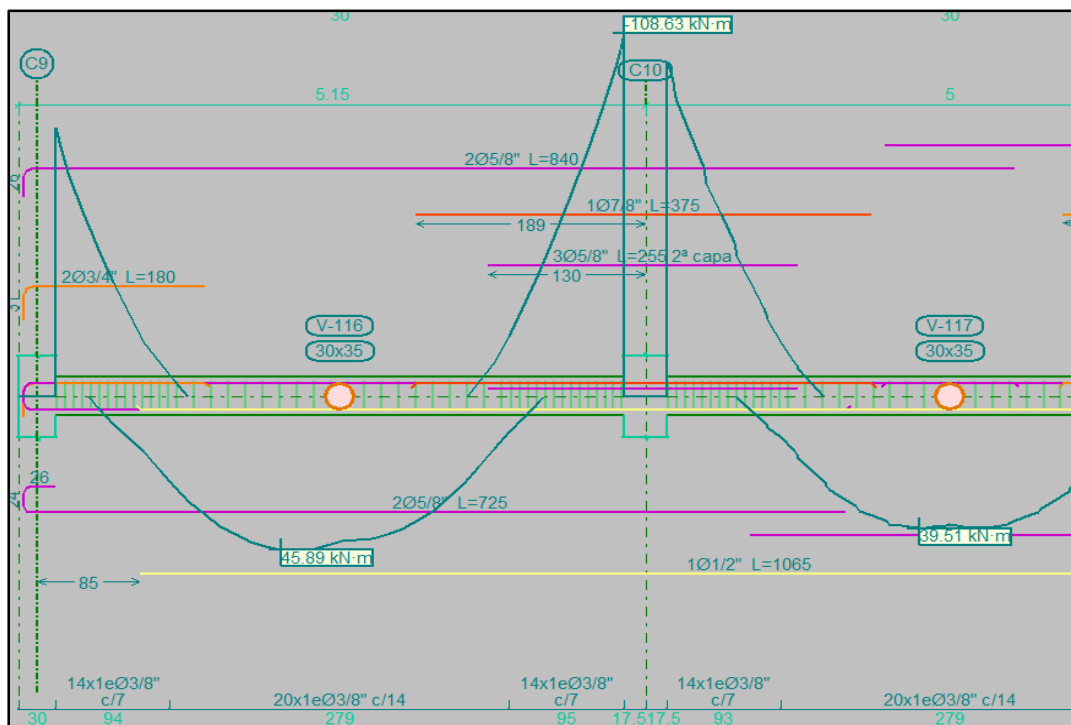 30
30
-108.63 kN·m
C9
C10
5.15
5
2Ø5/8" L=840
26
1Ø7/8" L=375
189
3Ø5/8" L=255 2ª capa
130
2Ø3/4" L=180
V-116
30x35
V-117
30x35
26
24
2Ø5/8" L=725
39.51 kN·m
45.89 kN·m
1Ø1/2" L=1065
85
14x1eØ3/8"
c/7
20x1eØ3/8" c/14
14x1eØ3/8"
c/7
14x1eØ3/8"
c/7
20x1eØ3/8" c/14
30
94
279
95
17.5
17.5
93
279